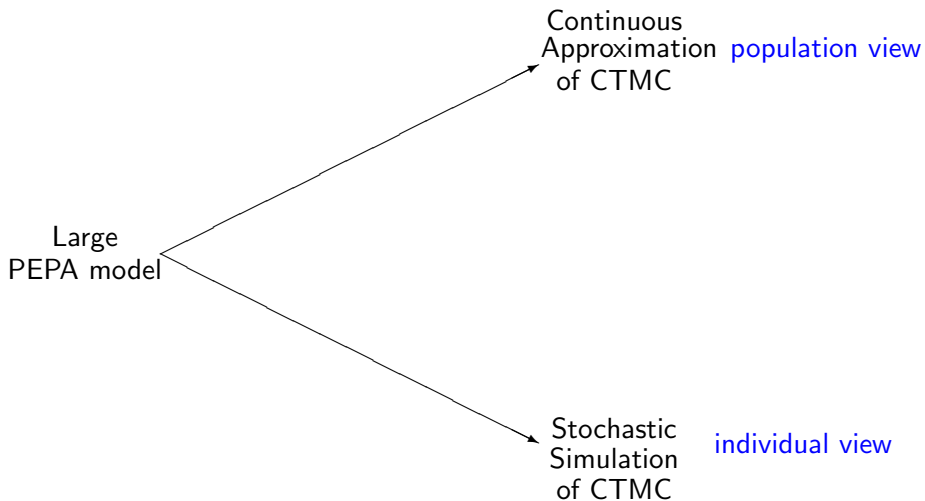 Continuous
Approximation population view
of CTMC
Large
PEPA model
Stochastic
Simulation individual view
of CTMC